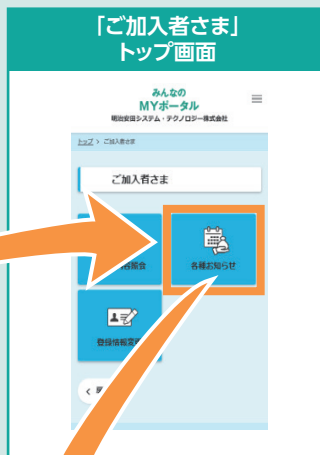 「ご加入者さま」
トップ画面
みんなの
MYポータル
明治安田システム・テクノロジー株式会社
トップ > ご加入者さま
ご加入者さま
照会
各種お知らせ
登録情報変